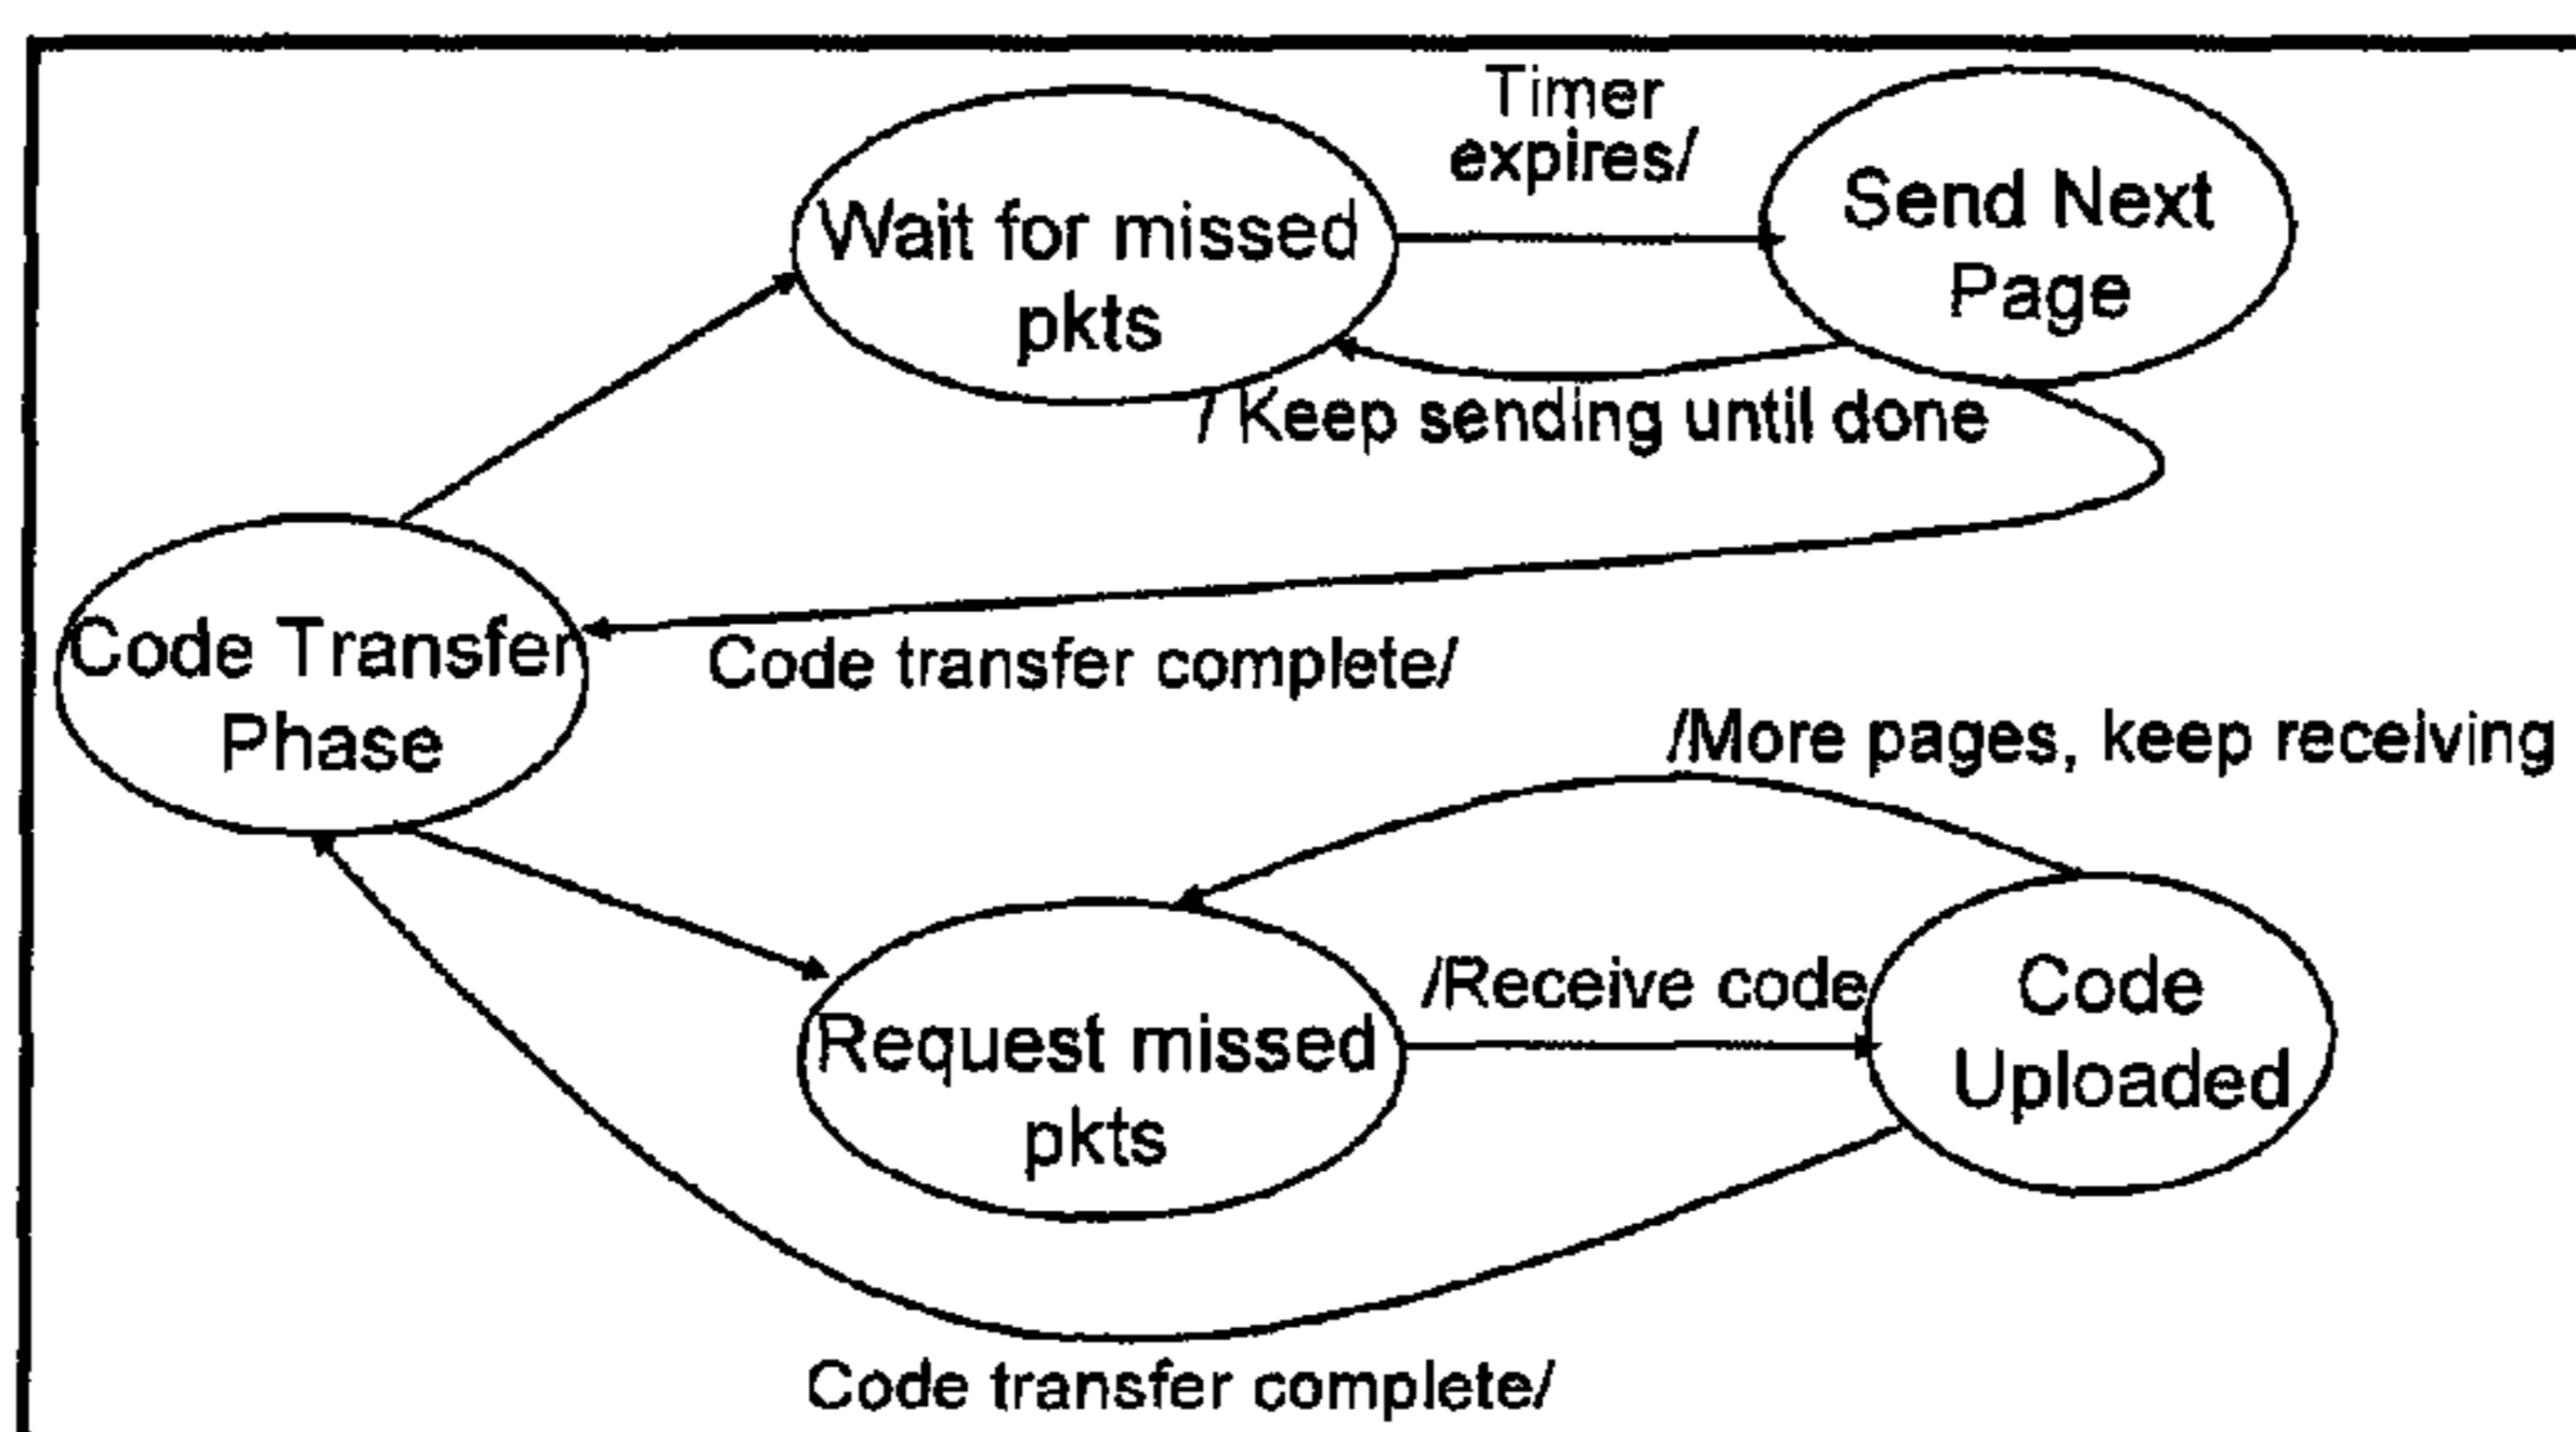 Timer
expires/
Wait for missed
pkts
Send Next
Page
/ Keep sending until done
Code Transfer
Phase
Code transfer complete/
/More pages, keep receiving
Request missed
pkts
/Receive code
Code
Uploaded
Code transfer complete/